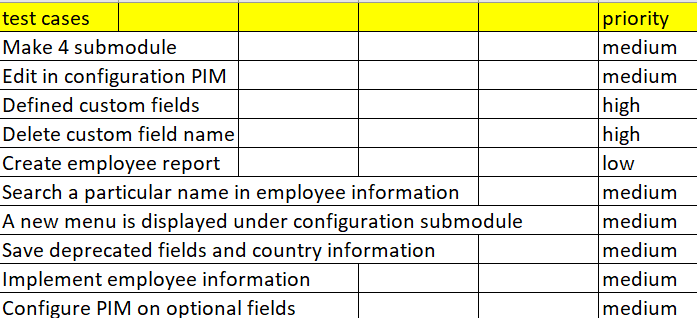 test cases priority
Make 4 submodule medium
Edit in configuration PIM medium
Defined custom fields high
Delete custom field name high
Create employee report low
Search a particular name in employee information medium
A new menu is displayed under configuration submodule medium
Save deprecated fields and country information medium
Implement employee information medium
Configure PIM on optional fields medium